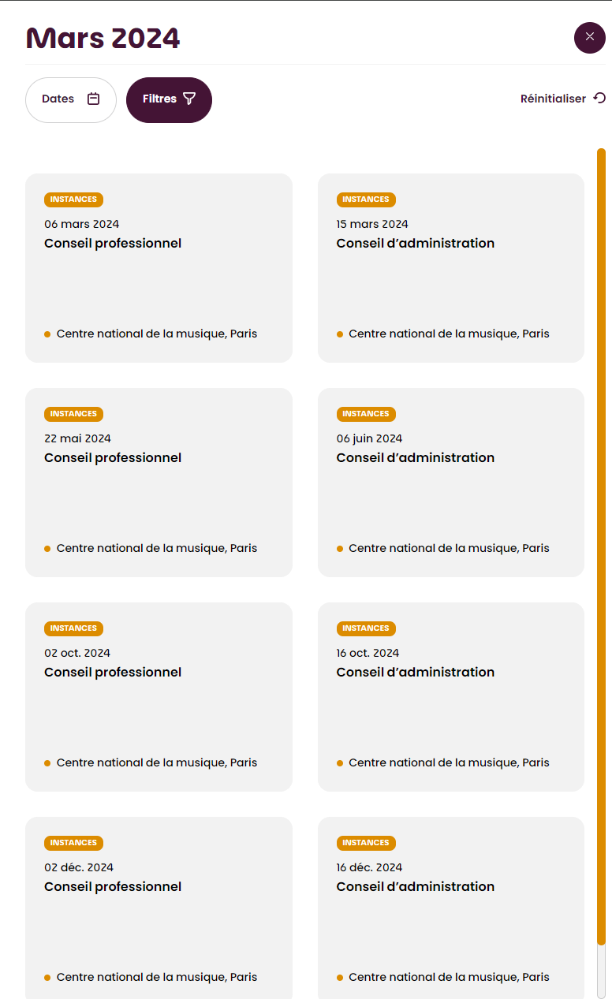 Mars 2024
Dates
Filtres
Réinitialiser
INSTANCES
06 mars 2024
Conseil professionnel
Centre national de la musique, Paris
INSTANCES
15 mars 2024
Conseil d’administration
Centre national de la musique, Paris
INSTANCES
22 mai 2024
Conseil professionnel
Centre national de la musique, Paris
INSTANCES
06 juin 2024
Conseil d’administration
Centre national de la musique, Paris
INSTANCES
02 oct. 2024
Conseil professionnel
Centre national de la musique, Paris
INSTANCES
16 oct. 2024
Conseil d’administration
Centre national de la musique, Paris
INSTANCES
02 déc. 2024
Conseil professionnel
Centre national de la musique, Paris
INSTANCES
16 déc. 2024
Conseil d’administration
Centre national de la musique, Paris